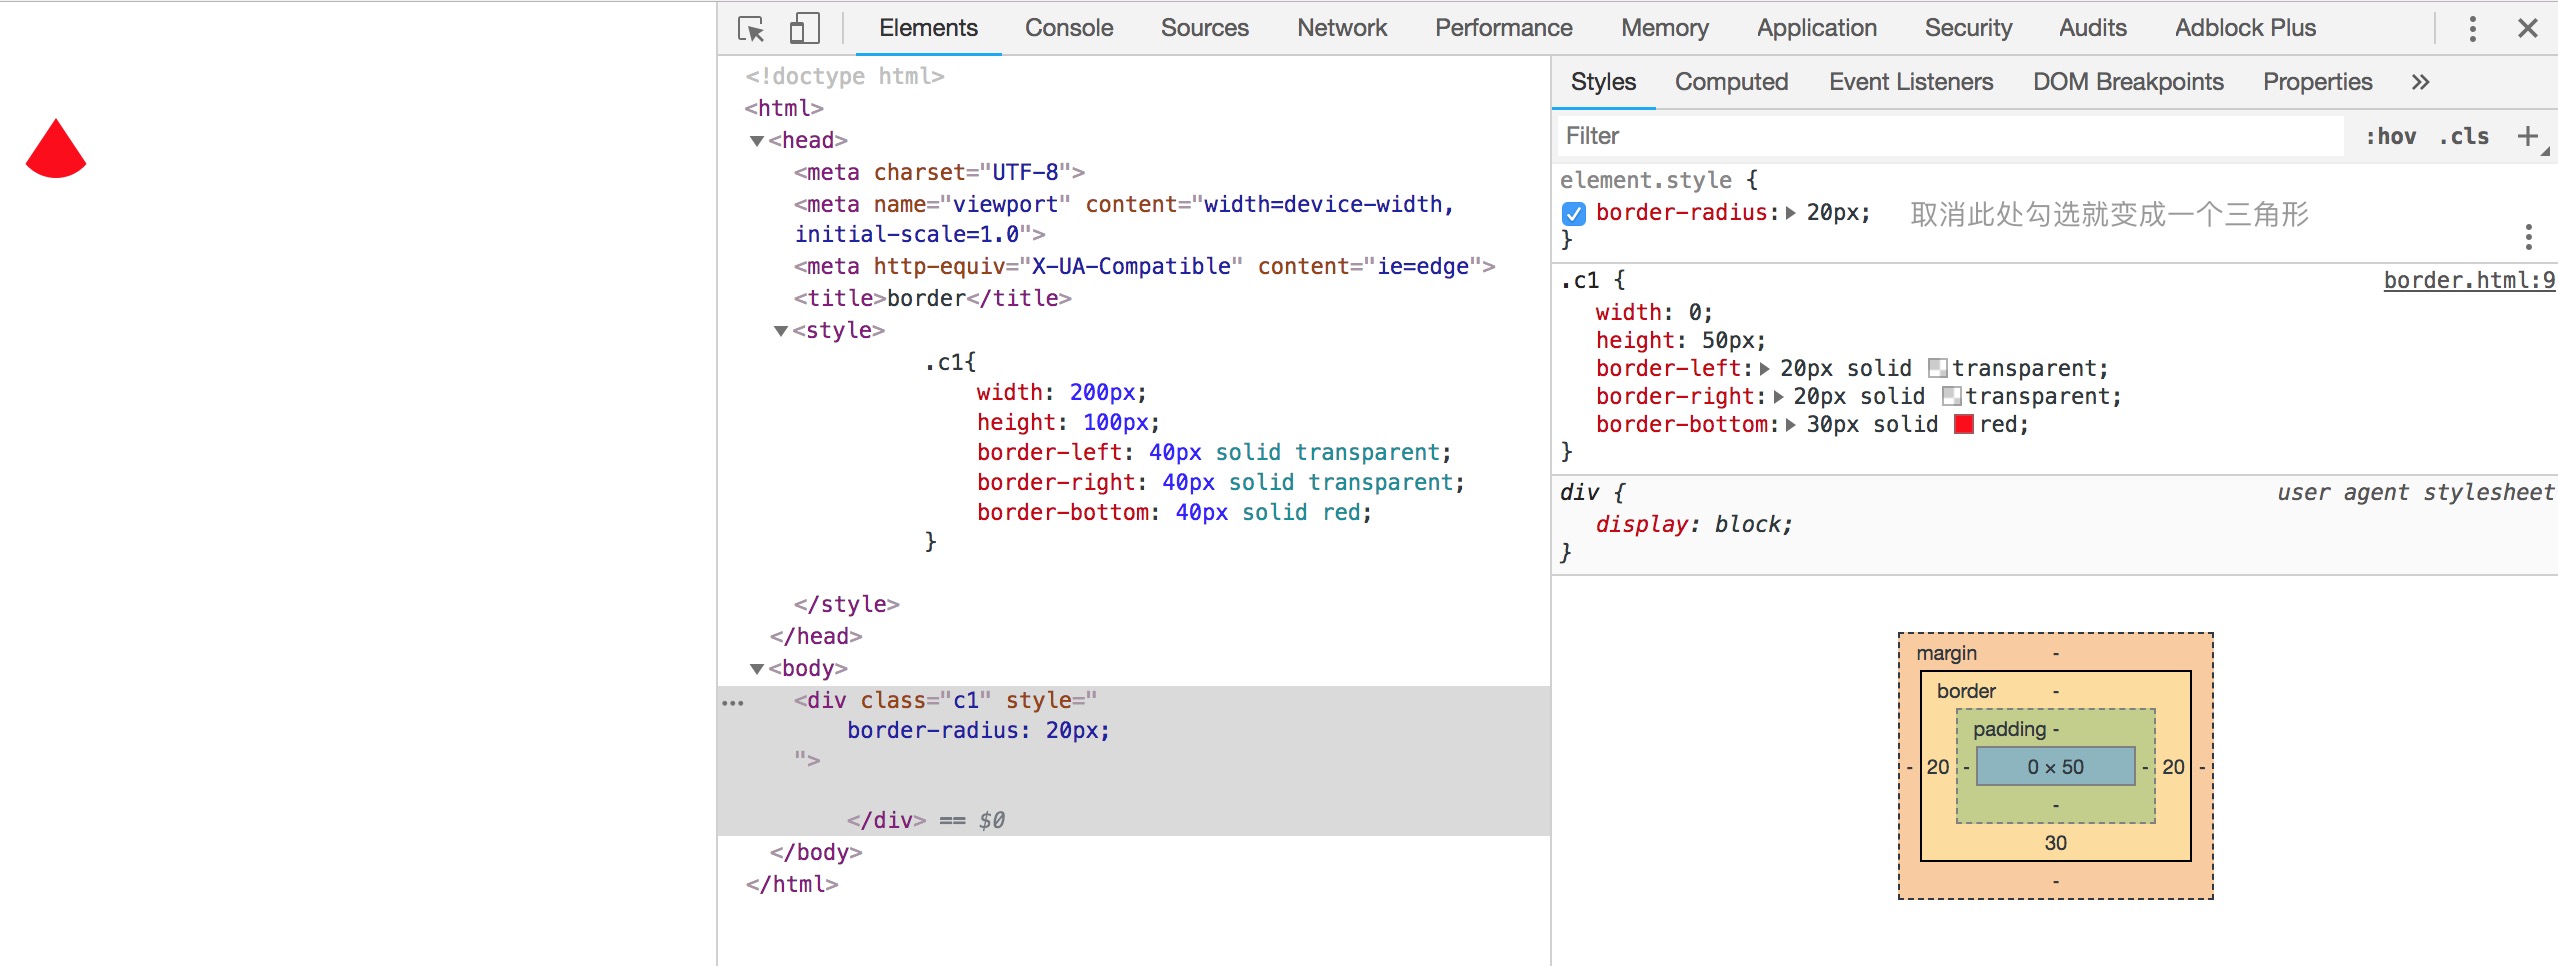 Elements Console Sources Network Performance Memory Application Security Audits Adblock Plus
<!doctype html>
<html>
<head>
<meta charset="UTF-8">
<meta name="viewport" content="width=device-width,
initial-scale=1.0">
<meta http-equiv="X-UA-Compatible" content="ie=edge">
<title>border</title>
<style>
.c1{
width: 200px;
height: 100px;
border-left: 40px solid transparent;
border-right: 40px solid transparent;
border-bottom: 40px solid red;
}
</style>
</head>
<body>
<div class="c1" style="
border-radius: 20px;
">
</div> == $0
</body>
</html>
Styles Computed Event Listeners DOM Breakpoints Properties »
Filter :hov .cls +
element.style {
border-radius: 20px; 取消此处勾选就变成一个三角形
}
.c1 { border.html:9
width: 0;
height: 50px;
border-left: 20px solid transparent;
border-right: 20px solid transparent;
border-bottom: 30px solid red;
}
div { user agent stylesheet
display: block;
}
margin -
border -
padding -
- 20 - 0 × 50 - 20 -
-
30
-